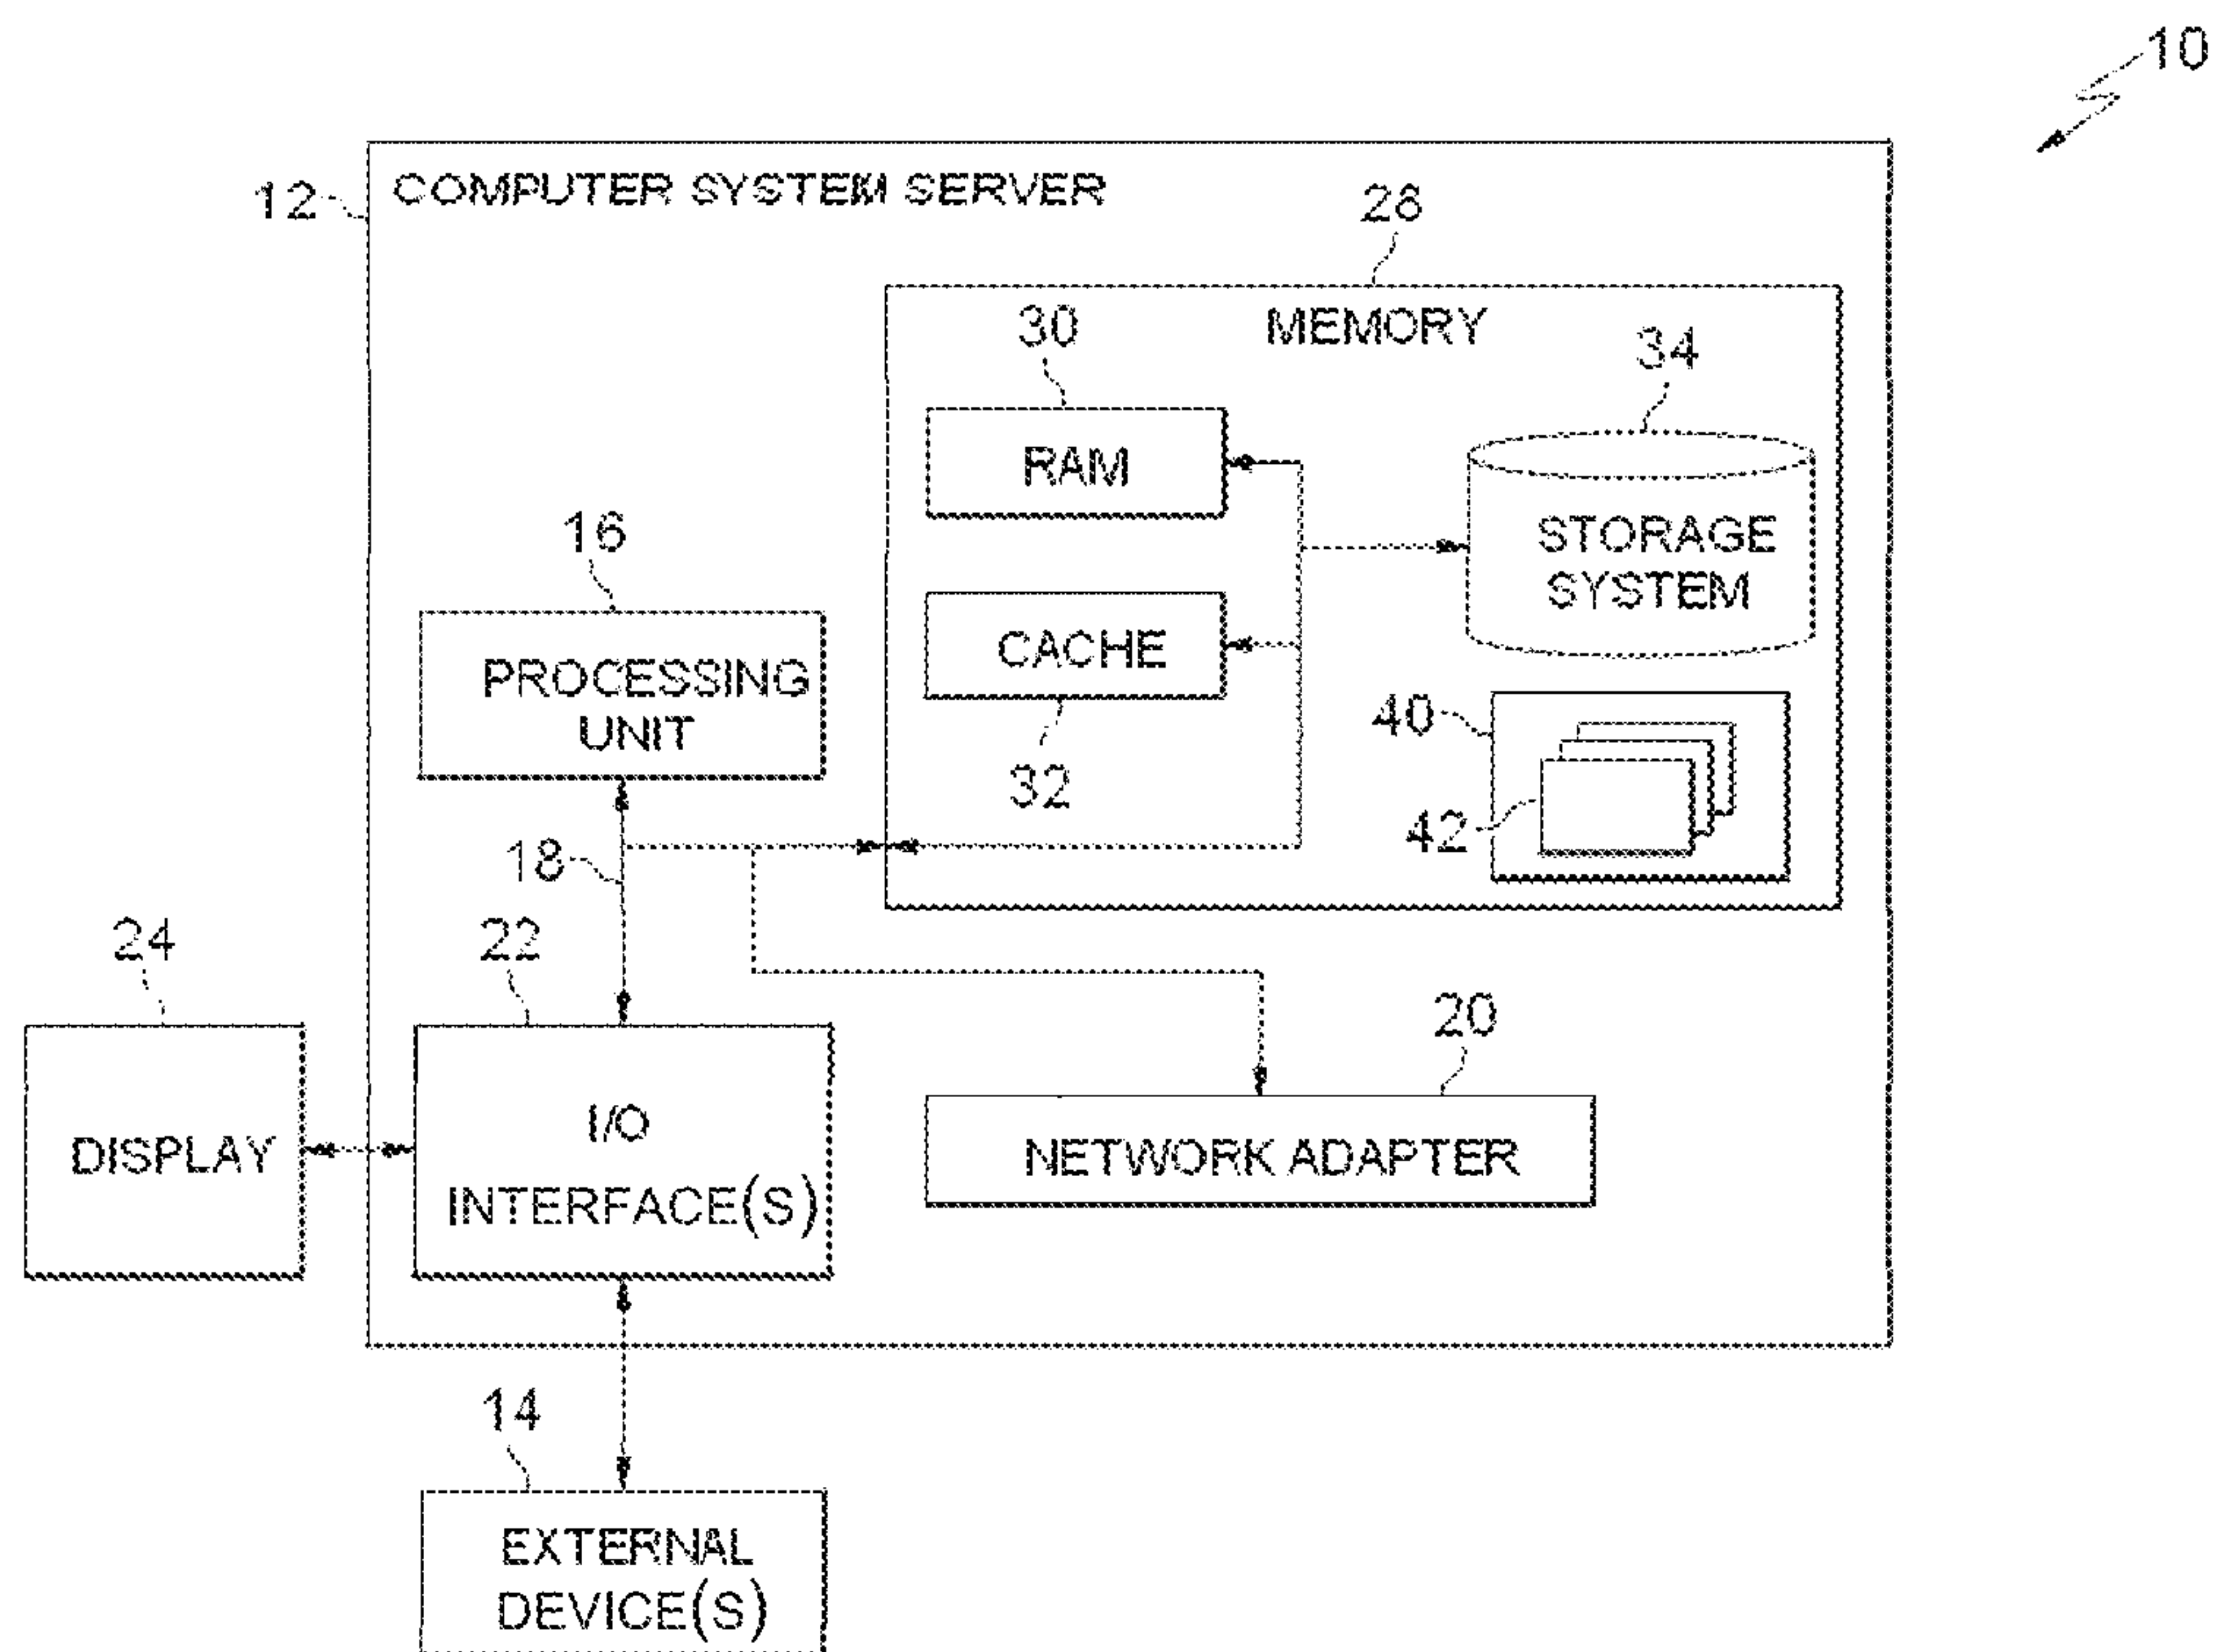 10
12
COMPUTER SYSTEM SERVER
28
MEMORY
30
34
RAM
STORAGE
SYSTEM
16
CACHE
PROCESSING
UNIT
32
40
42
18
24
22
20
DISPLAY
I/O
INTERFACE(S)
NETWORK ADAPTER
14
EXTERNAL
DEVICE(S)